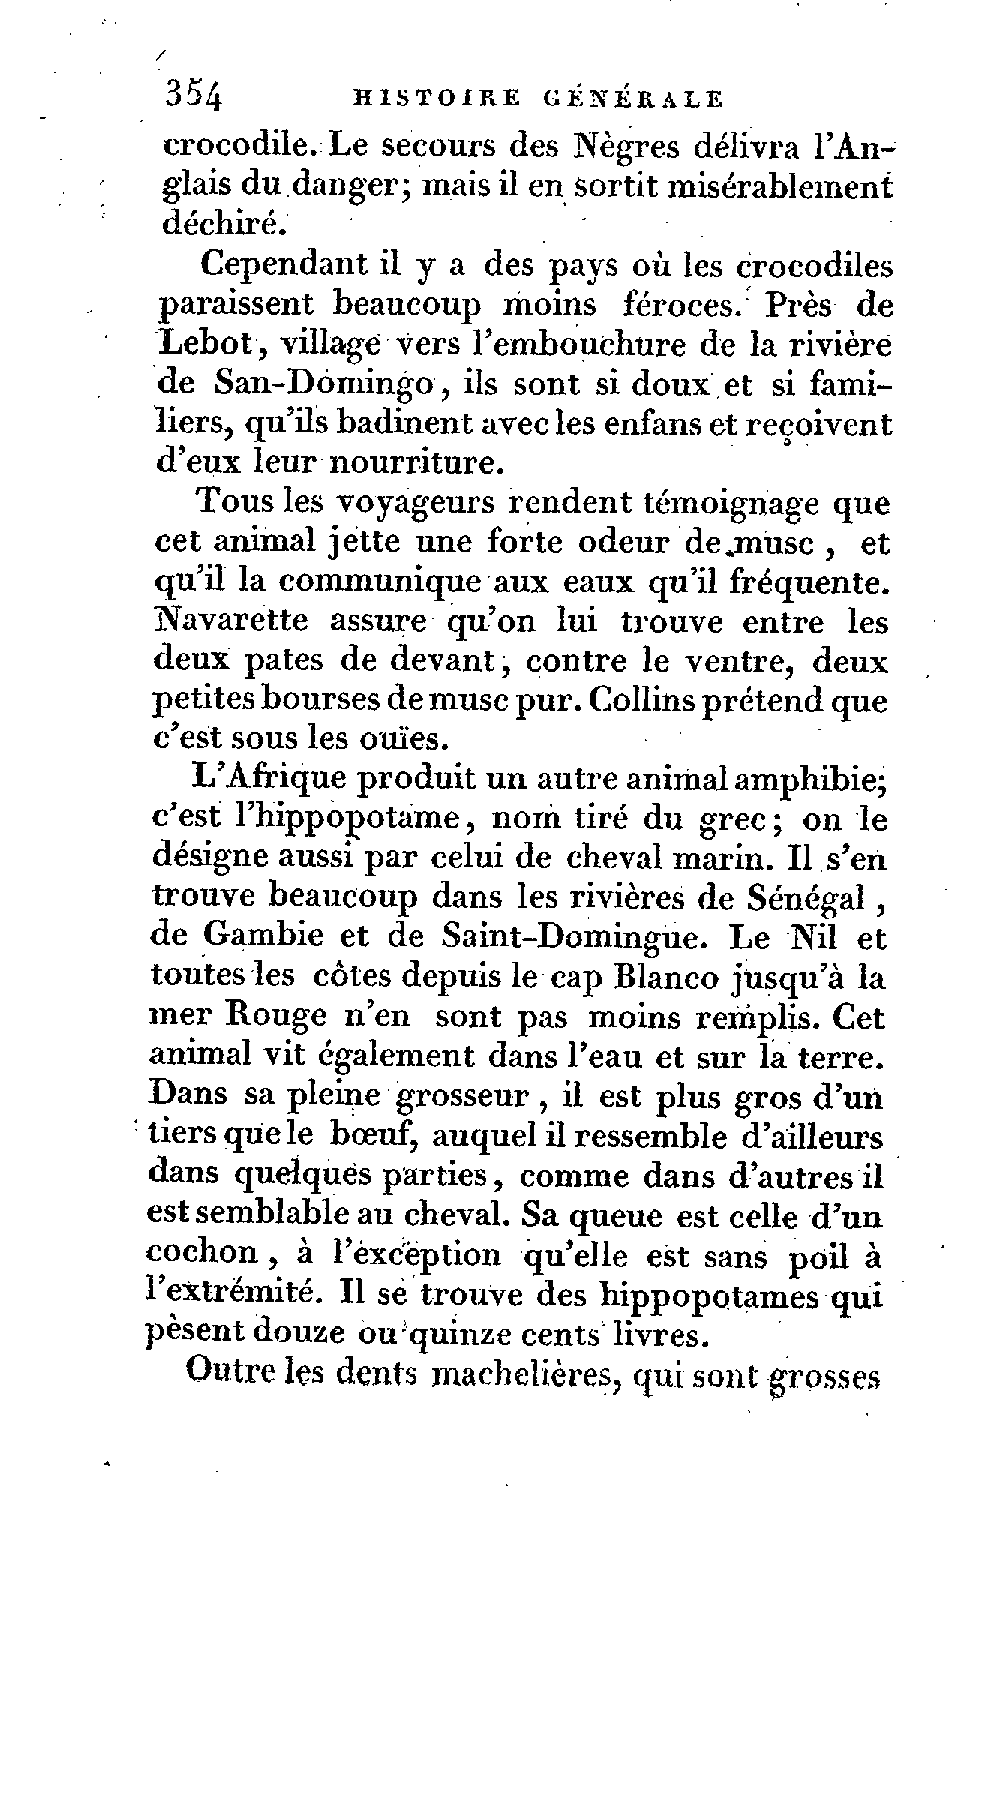 354 HISTOIRE GÉNÉRALE
crocodile. Le secours des Nègres délivra l'An-
glais du danger; mais il en sortit misérablement
déchiré.
Cependant il y a des pays où les crocodiles
paraissent beaucoup moins féroces. Près de
Lebot, village vers l'embouchure de la rivière
de San-Domingo, ils sont si doux et si fami-
liers, qu'ils badinent avec les enfans et reçoivent
d'eux leur nourriture.
Tous les voyageurs rendent témoignage que
cet animal jette une forte odeur de musc, et
qu'il la communique aux eaux qu'il fréquente.
Navarette assure qu'on lui trouve entre les
deux pates de devant, contre le ventre, deux
petites bourses de musc pur. Collins prétend que
c'est sous les ouïes.
L'Afrique produit un autre animal amphibie;
c'est l'hippopotame, nom tiré du grec; on le
désigne aussi par celui de cheval marin. Il s'en
trouve beaucoup dans les rivières de Sénégal,
de Gambie et de Saint-Domingue. Le Nil et
toutes les côtes depuis le cap Blanco jusqu'à la
mer Rouge n'en sont pas moins remplis. Cet
animal vit également dans l'eau et sur la terre.
Dans sa pleine grosseur, il est plus gros d'un
tiers que le bœuf, auquel il ressemble d'ailleurs
dans quelques parties, comme dans d'autres il
est semblable au cheval. Sa queue est celle d'un
cochon, à l'exception qu'elle est sans poil à
l'extrémité. Il se trouve des hippopotames qui
pèsent douze ou quinze cents livres.
Outre les dents machelières, qui sont grosses